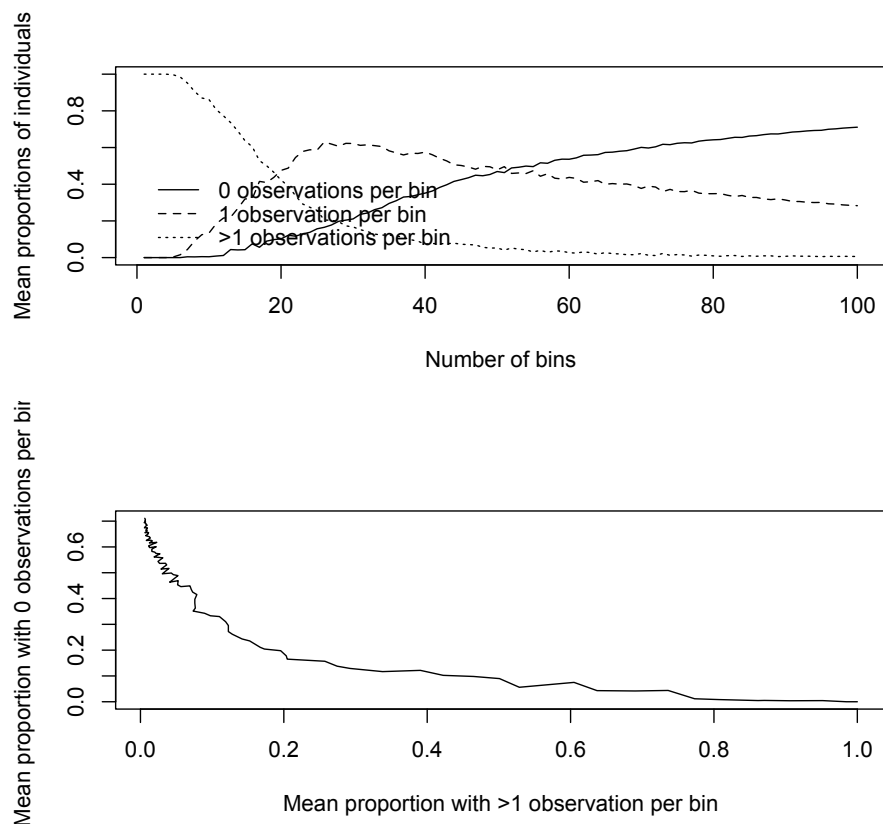 Mean proportions of individuals
0.0 0.4 0.8
0 observations per bin
1 observation per bin
>1 observations per bin
0 20 40 60 80 100
Number of bins
Mean proportion with 0 observations per bin
0.0 0.2 0.4 0.6
0.0 0.2 0.4 0.6 0.8 1.0
Mean proportion with >1 observation per bin